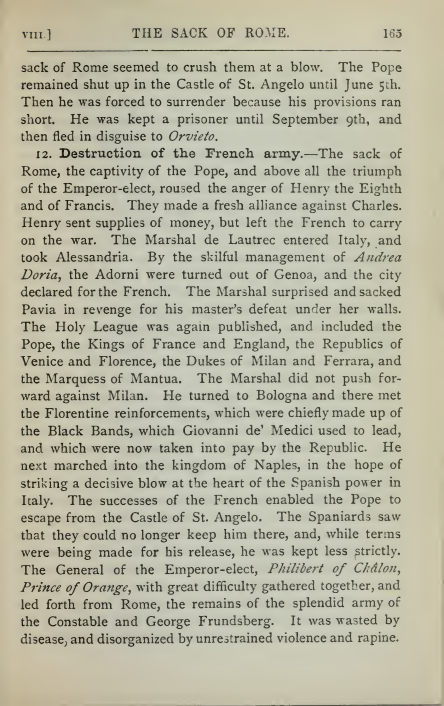 VIII.] THE SACK OF ROME. 165
sack of Rome seemed to crush them at a blow. The Pope
remained shut up in the Castle of St. Angelo until June 5th.
Then he was forced to surrender because his provisions ran
short. He was kept a prisoner until September 9th, and
then fled in disguise to Orvieto.
12. Destruction of the French army.—The sack of
Rome, the captivity of the Pope, and above all the triumph
of the Emperor-elect, roused the anger of Henry the Eighth
and of Francis. They made a fresh alliance against Charles.
Henry sent supplies of money, but left the French to carry
on the war. The Marshal de Lautrec entered Italy, and
took Alessandria. By the skilful management of Andrea
Doria, the Adorni were turned out of Genoa, and the city
declared for the French. The Marshal surprised and sacked
Pavia in revenge for his master's defeat under her walls.
The Holy League was again published, and included the
Pope, the Kings of France and England, the Republics of
Venice and Florence, the Dukes of Milan and Ferrara, and
the Marquess of Mantua. The Marshal did not push for-
ward against Milan. He turned to Bologna and there met
the Florentine reinforcements, which were chiefly made up of
the Black Bands, which Giovanni de' Medici used to lead,
and which were now taken into pay by the Republic. He
next marched into the kingdom of Naples, in the hope of
striking a decisive blow at the heart of the Spanish power in
Italy. The successes of the French enabled the Pope to
escape from the Castle of St. Angelo. The Spaniards saw
that they could no longer keep him there, and, while terms
were being made for his release, he was kept less strictly.
The General of the Emperor-elect, Philibert of Châlon,
Prince of Orange, with great difficulty gathered together, and
led forth from Rome, the remains of the splendid army of
the Constable and George Frundsberg. It was wasted by
disease, and disorganized by unrestrained violence and rapine.